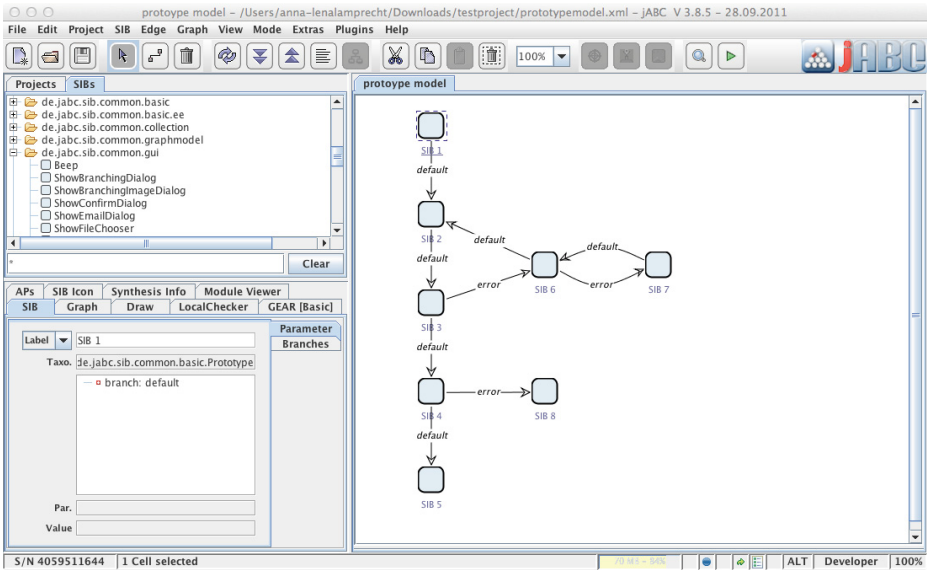 protoype model - /Users/anna-lenalamprecht/Downloads/testproject/prototypemodel.xml - jABC V 3.8.5 - 28.09.2011
File Edit Project SIB Edge Graph View Mode Extras Plugins Help
100%
jABC
Projects SIBs
de.jabc.sib.common.basic
de.jabc.sib.common.basic.ee
de.jabc.sib.common.collection
de.jabc.sib.common.graphmodel
de.jabc.sib.common.gui
Beep
ShowBranchingDialog
ShowBranchingImageDialog
ShowConfirmDialog
ShowEmailDialog
ShowFileChooser
* Clear
APs SIB Icon Synthesis Info Module Viewer
SIB Graph Draw LocalChecker GEAR [Basic]
Parameter
Branches
Label SIB 1
Taxo. de.jabc.sib.common.basic.Prototype
branch: default
Par.
Value
protoype model
SIB 1
default
SIB 2
default
default
default
SIB 6
error
error
SIB 7
SIB 3
default
SIB 4
error
SIB 8
default
SIB 5
S/N 4059511644 1 Cell selected
70 MB - 94%
ALT Developer 100%